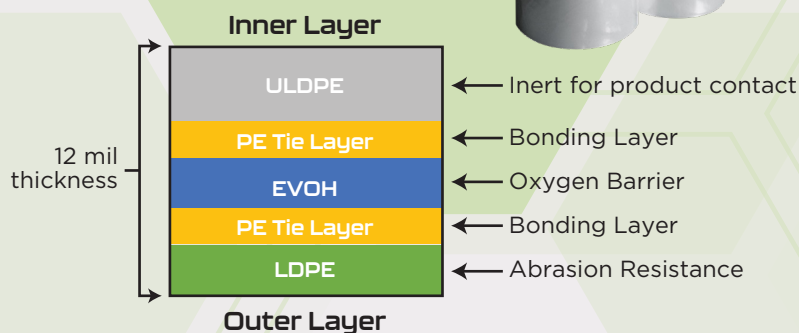 Inner Layer
ULDPE
Inert for product contact
PE Tie Layer
Bonding Layer
12 mil
thickness
EVOH
Oxygen Barrier
PE Tie Layer
Bonding Layer
LDPE
Abrasion Resistance
Outer Layer